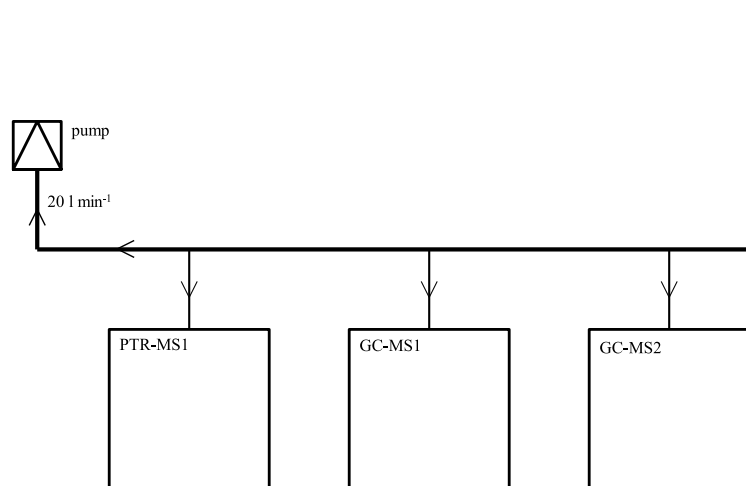 pump
20 l min⁻¹
PTR-MS1
GC-MS1
GC-MS2